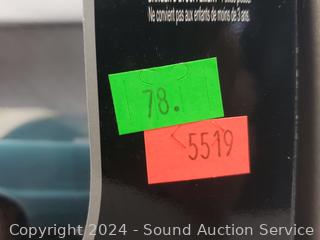 Ne convient pas aux enfants de moins de 3 ans.
78.
5519
Copyright 2024 - Sound Auction Service